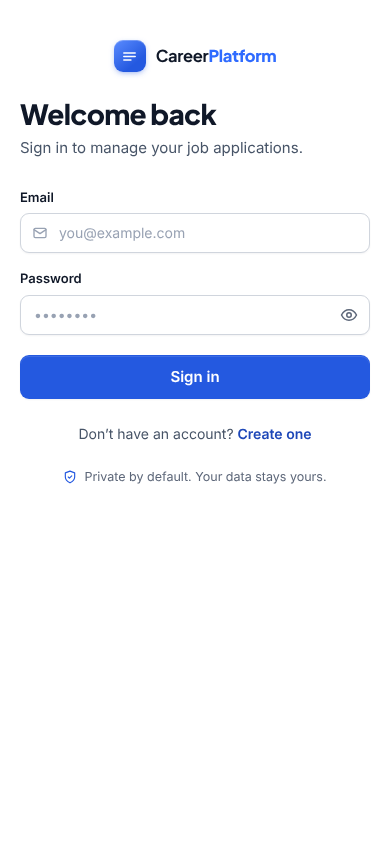 CareerPlatform
Welcome back
Sign in to manage your job applications.
Email
you@example.com
Password
••••••••
Sign in
Don’t have an account? Create one
Private by default. Your data stays yours.